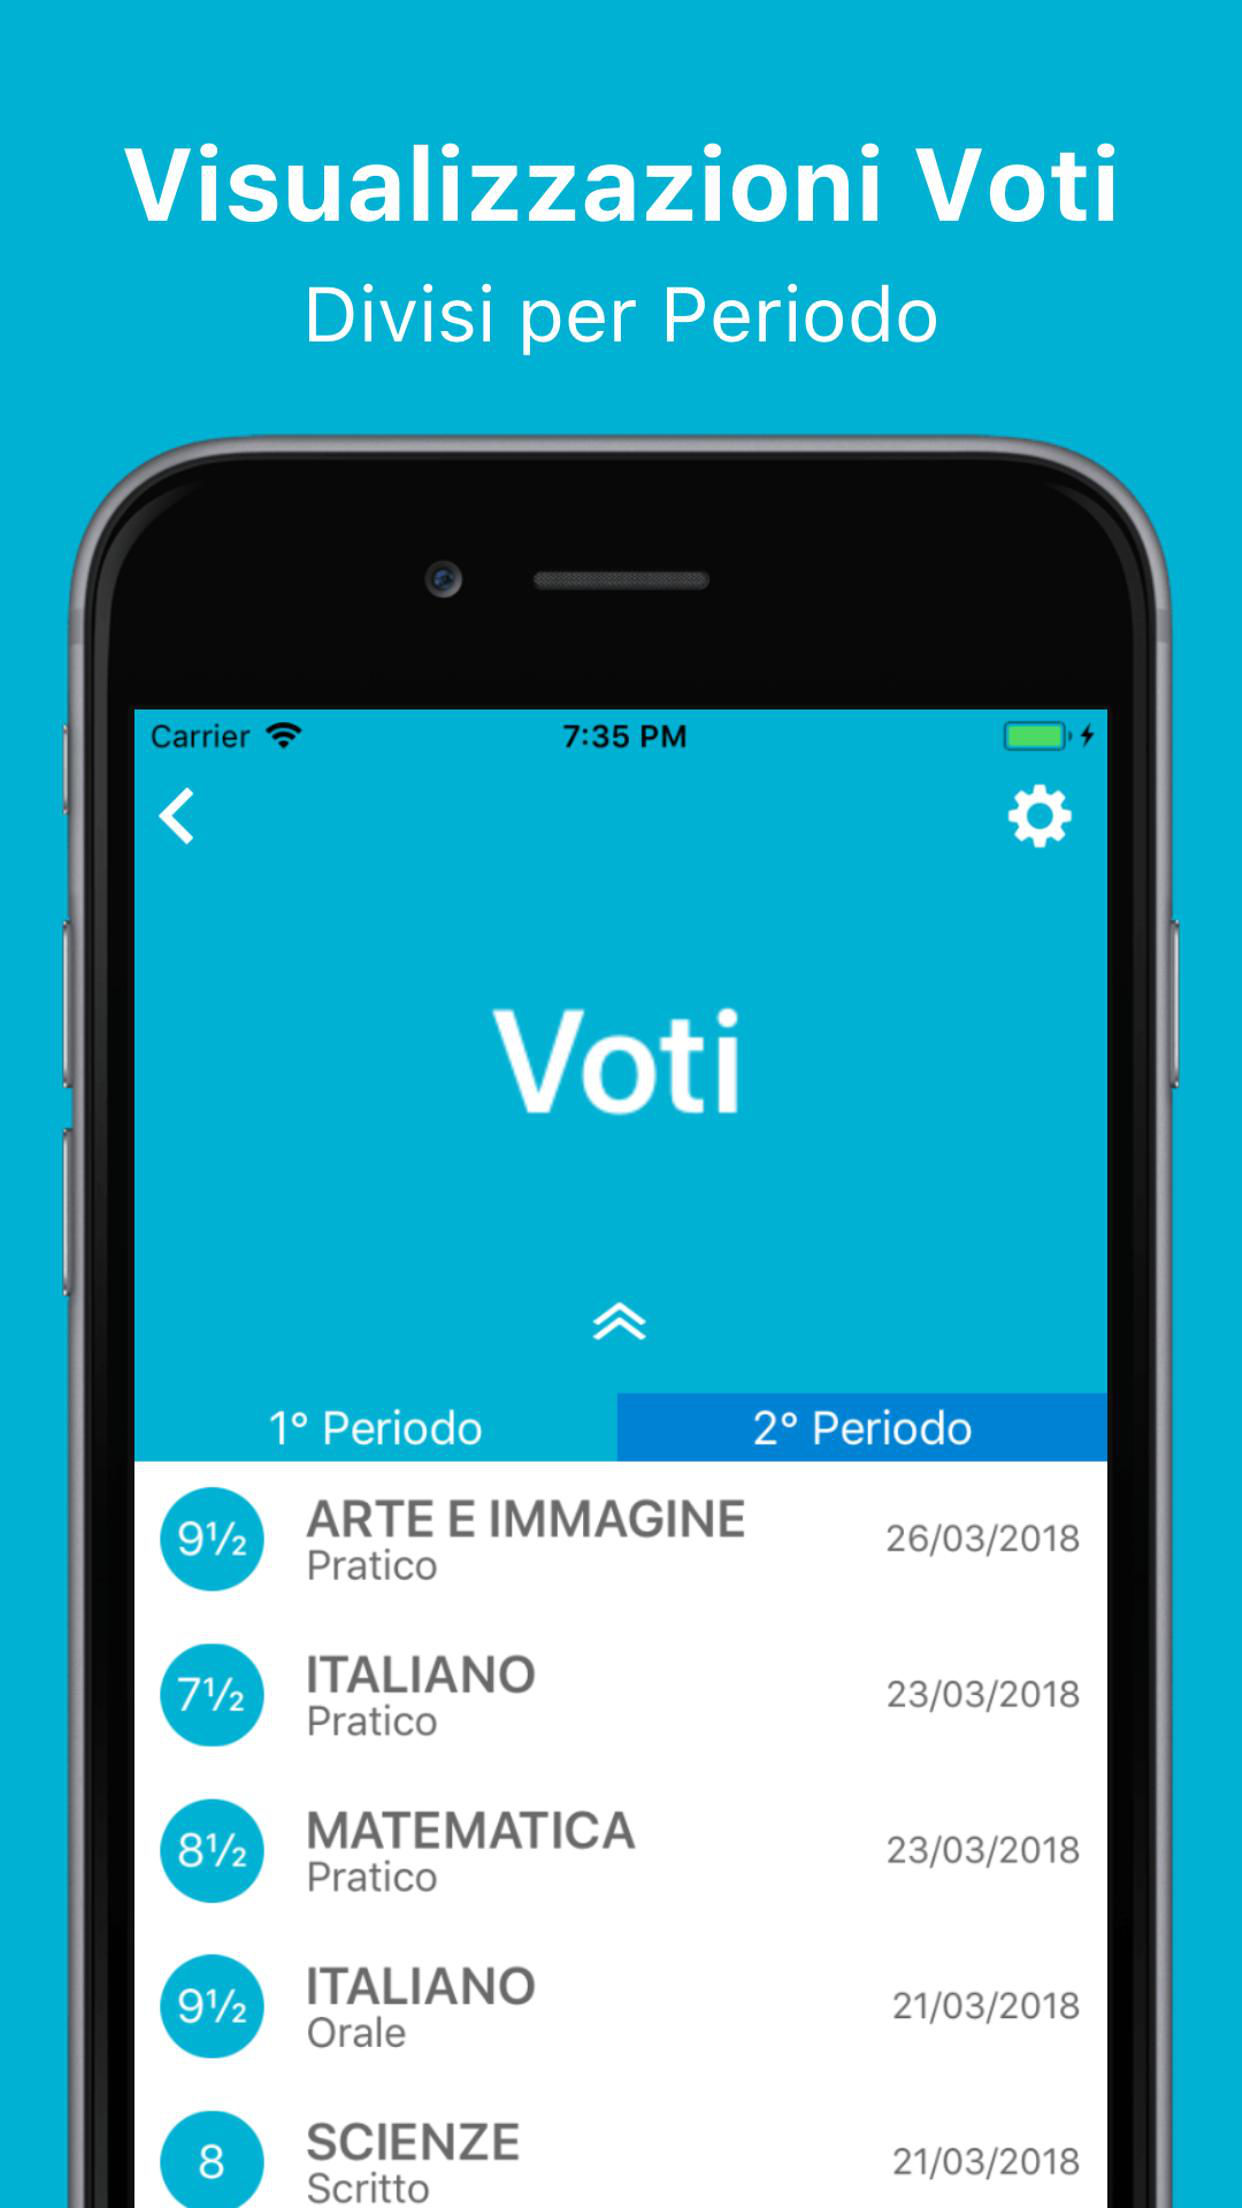 Visualizzazioni Voti
Divisi per Periodo
Carrier 7:35 PM
Voti
1° Periodo 2° Periodo
9½ ARTE E IMMAGINE 26/03/2018
Pratico
7½ ITALIANO 23/03/2018
Pratico
8½ MATEMATICA 23/03/2018
Pratico
9½ ITALIANO 21/03/2018
Orale
8 SCIENZE 21/03/2018
Scritto